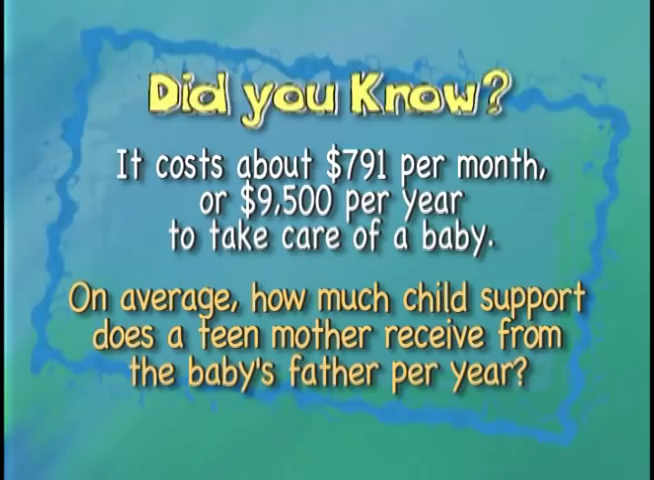 Did you Know?
It costs about $791 per month,
or $9,500 per year
to take care of a baby.
On average, how much child support
does a teen mother receive from
the baby's father per year?